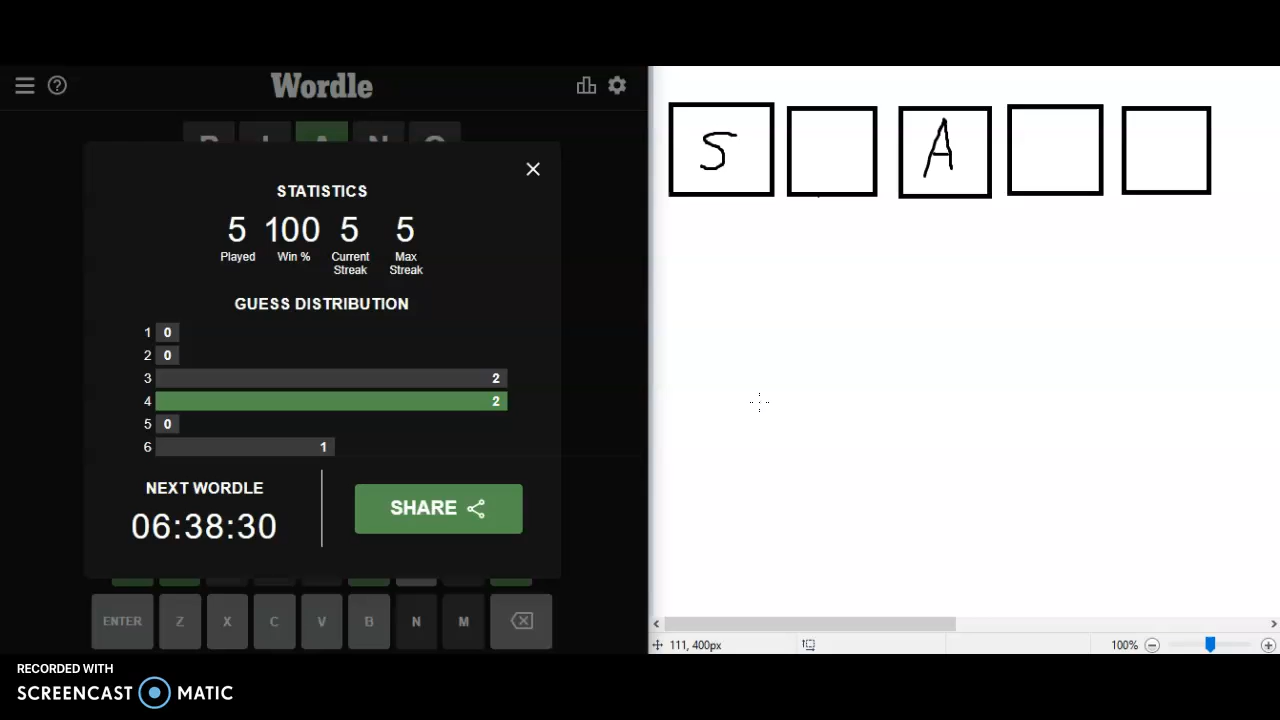 Wordle
S A
STATISTICS
5 100 5 5
Played Win % Current Streak Max Streak
GUESS DISTRIBUTION
1 0
2 0
3 2
4 2
5 0
6 1
NEXT WORDLE
06:38:30
SHARE
ENTER Z X C V B N M
111, 400px
100%
RECORDED WITH
SCREENCAST MATIC